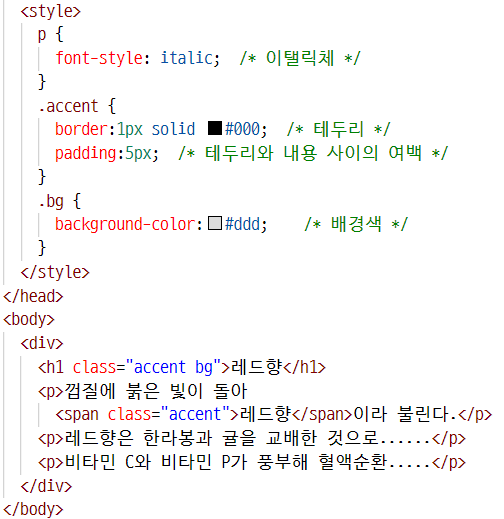 <style>
p {
font-style: italic;  /* 이탤릭체 */
}
.accent {
border:1px solid #000;  /* 테두리 */
padding:5px;  /* 테두리와 내용 사이의 여백 */
}
.bg {
background-color:#ddd;    /* 배경색 */
}
</style>
</head>
<body>
<div>
<h1 class="accent bg">레드향</h1>
<p>껍질에 붉은 빛이 돌아
<span class="accent">레드향</span>이라 불린다.</p>
<p>레드향은 한라봉과 귤을 교배한 것으로......</p>
<p>비타민 C와 비타민 P가 풍부해 혈액순환.....</p>
</div>
</body>